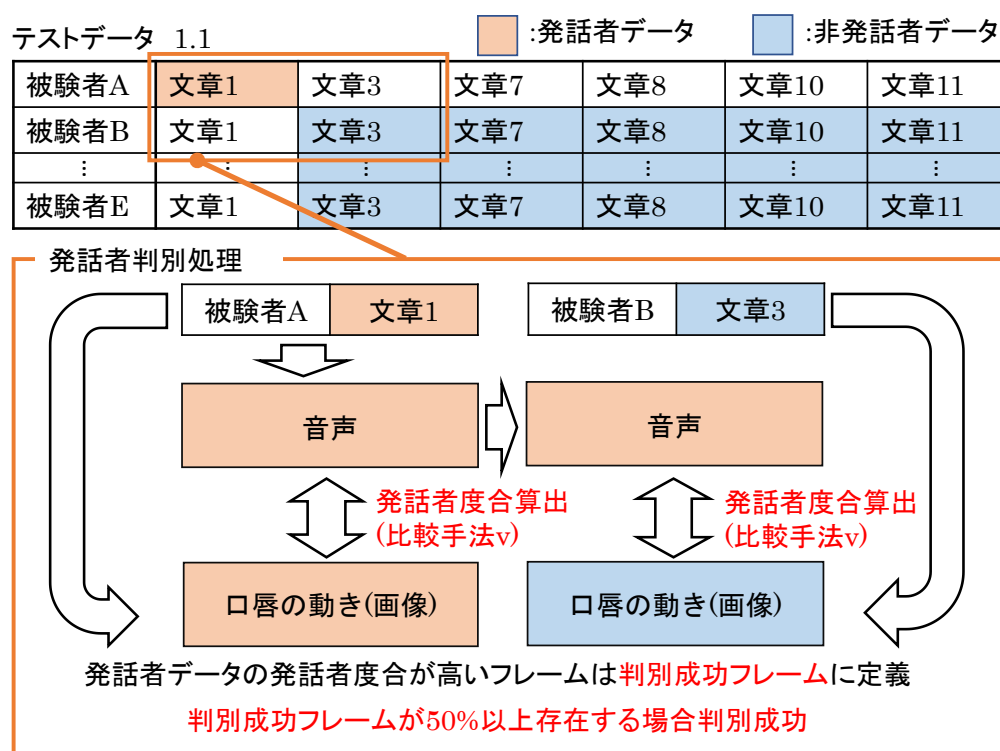 テストデータ 1.1
:発話者データ
:非発話者データ
被験者A 文章1 文章3 文章7 文章8 文章10 文章11
被験者B 文章1 文章3 文章7 文章8 文章10 文章11
⋮ ⋮ ⋮ ⋮ ⋮ ⋮ ⋮
被験者E 文章1 文章3 文章7 文章8 文章10 文章11
発話者判別処理
被験者A 文章1
被験者B 文章3
音声
音声
発話者度合算出
(比較手法v)
発話者度合算出
(比較手法v)
口唇の動き(画像)
口唇の動き(画像)
発話者データの発話者度合が高いフレームは判別成功フレームに定義
判別成功フレームが50%以上存在する場合判別成功